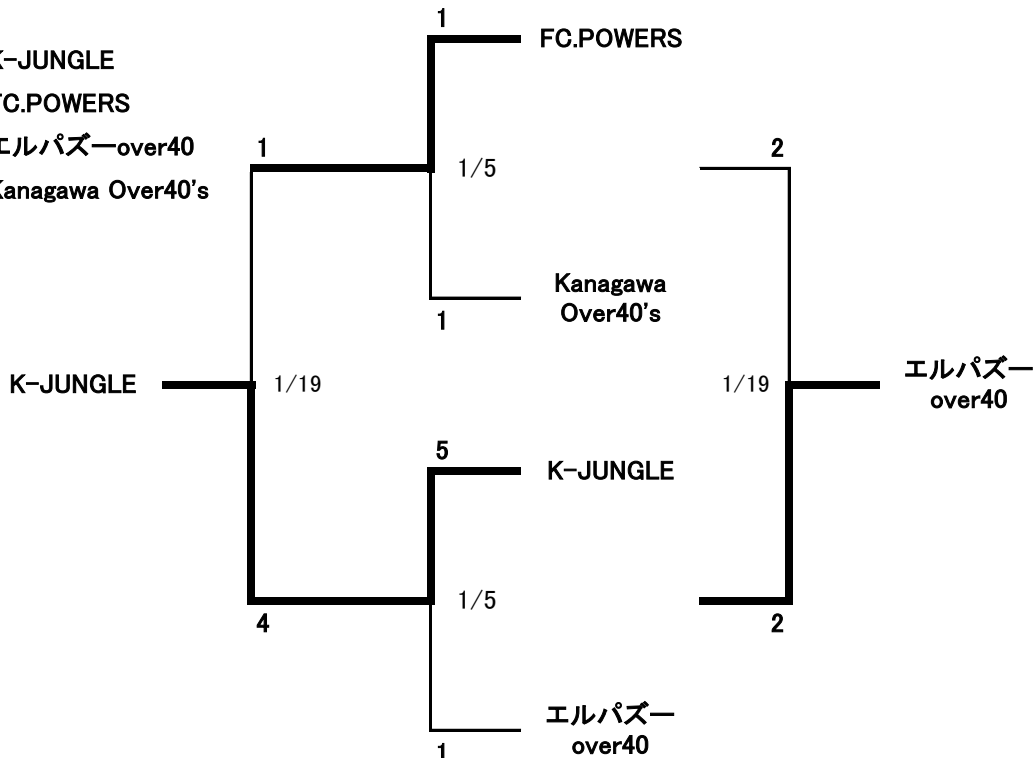 K-JUNGLE
FC.POWERS
エルパズーover40
Kanagawa Over40's
1
FC.POWERS
1
1/5
2
Kanagawa
Over40's
1
K-JUNGLE
1/19
1/19
エルパズー
over40
5
K-JUNGLE
1/5
4
2
エルパズー
over40
1